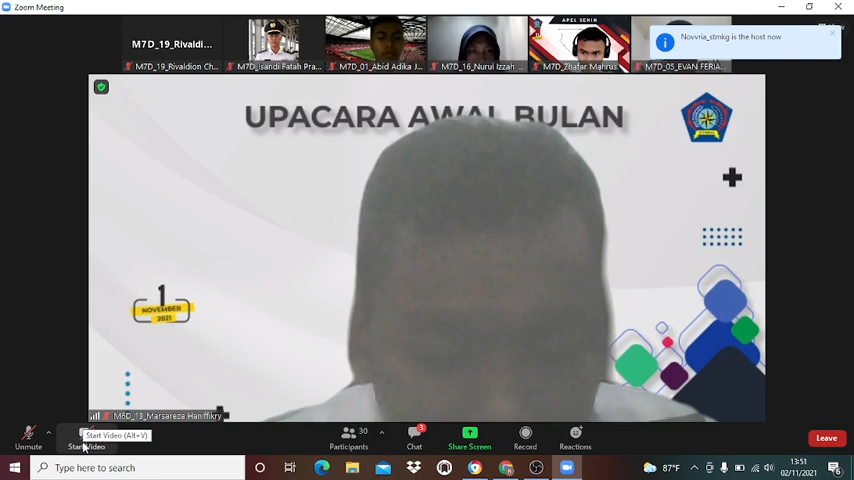 Zoom Meeting
M7D_19_Rivaldi...
APEL SENIN
Novvria_stmkg is the host now
M7D_19_Rivaldion Ch...
M7D_Isandi Fatah Pra...
M7D_01_Abid Adika J...
M7D_16_Nurul Izzah ...
M7D_Zhafar Mahrus...
M7D_05_EVAN FERIA...
UPACARA AWAL BULAN
1
NOVEMBER
2021
M6D_13_Marsareza Haniffikry
Start Video (Alt+V)
Unmute
Start Video
30
Participants
3
Chat
Share Screen
Record
Reactions
Leave
Type here to search
87°F
13:51
02/11/2021
6